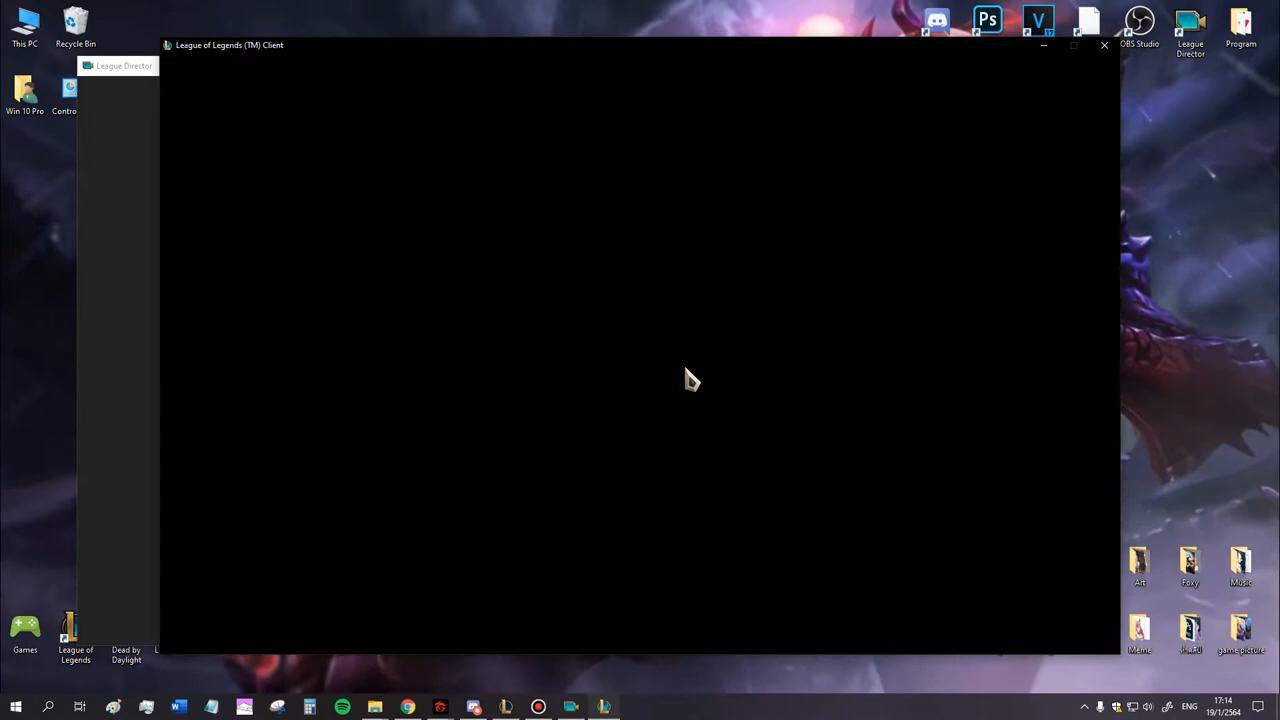 This PC
Recycle Bin
OBS Studio
League Director
Program
League of Legends (TM) Client
League Director
Win 10 Pro
Contro
Ps
V
17
Art
Foxy
Music
Games
League of Legends
Dead by Daylight
L
Meme
game picture
W
ENG
17:14
19/1/2564